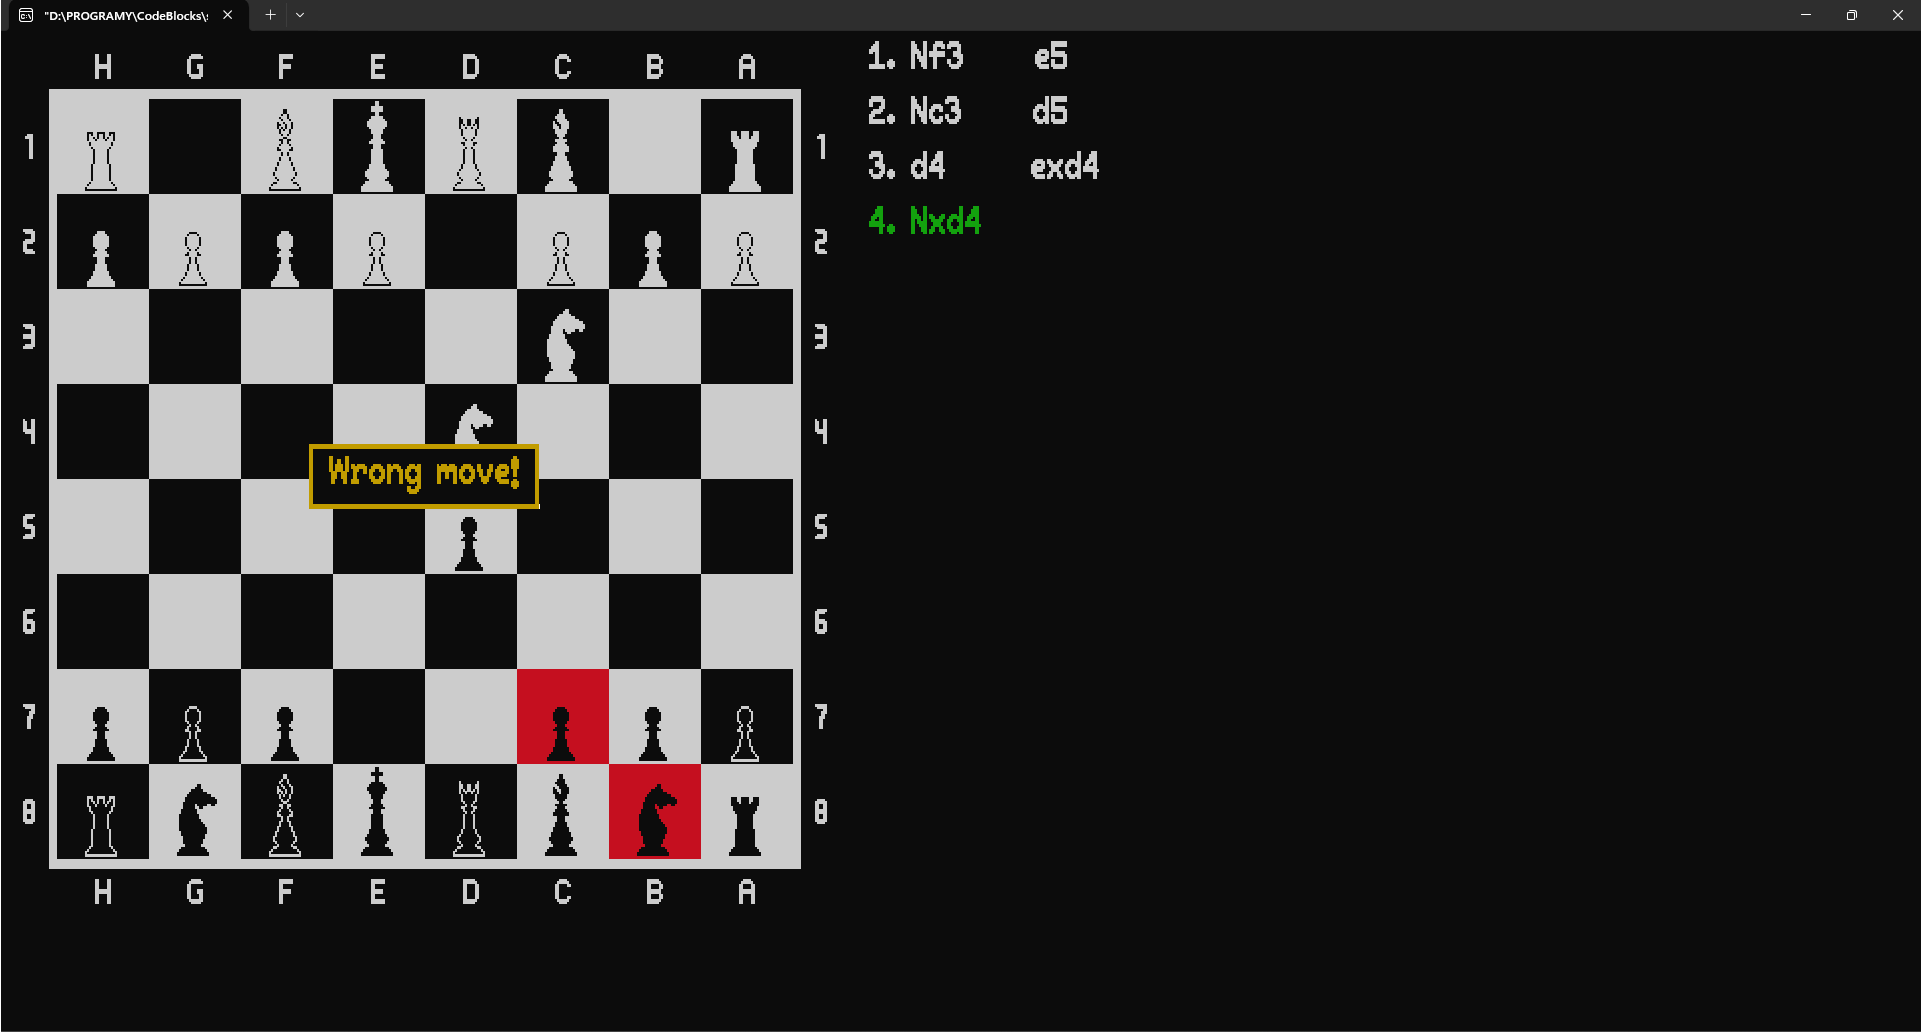 "D:\PROGRAMY\CodeBlocks\s
H G F E D C B A
1. Nf3 e5
2. Nc3 d5
3. d4 exd4
4. Nxd4
1 1
2 2
3 3
4 4
Wrong move!
5 5
6 6
7 7
8 8
H G F E D C B A